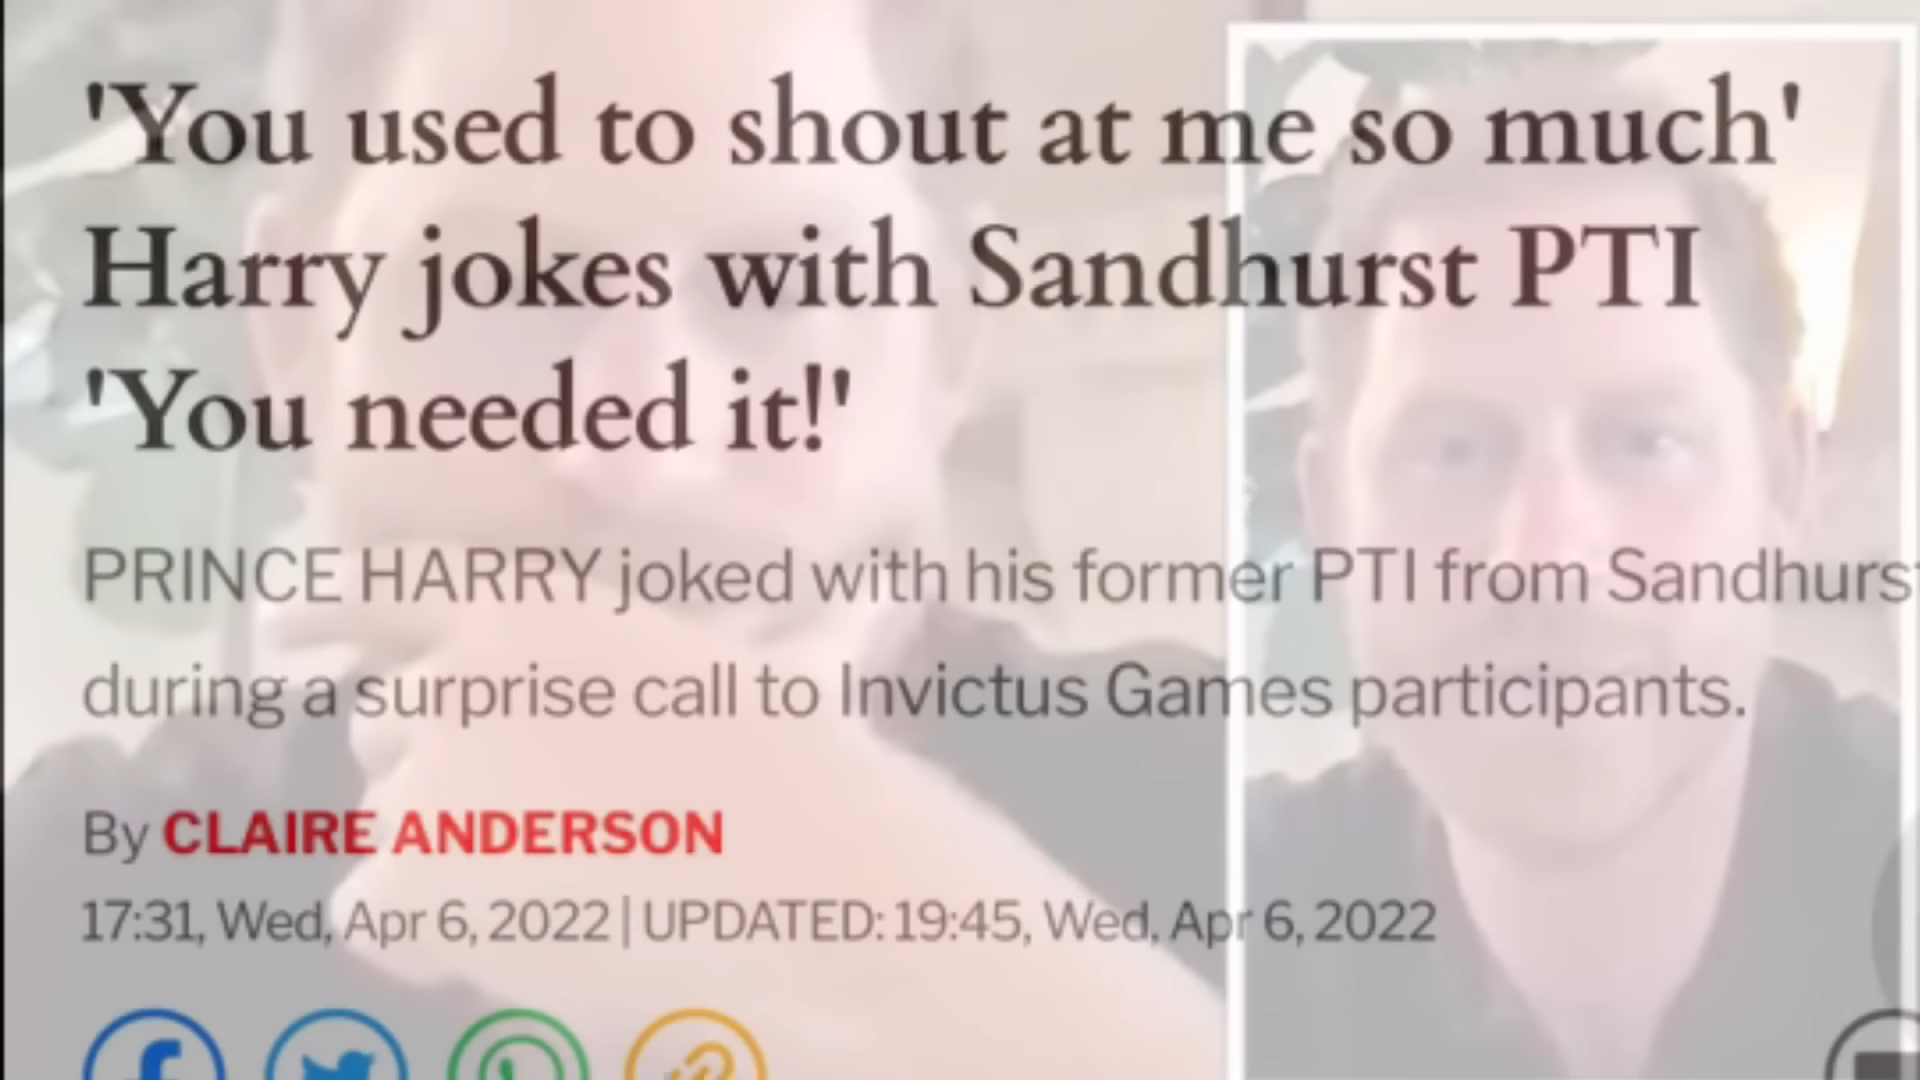 'You used to shout at me so much'
Harry jokes with Sandhurst PTI
'You needed it!'
PRINCE HARRY joked with his former PTI from Sandhurst
during a surprise call to Invictus Games participants.
By CLAIRE ANDERSON
17:31, Wed, Apr 6, 2022 | UPDATED: 19:45, Wed, Apr 6, 2022